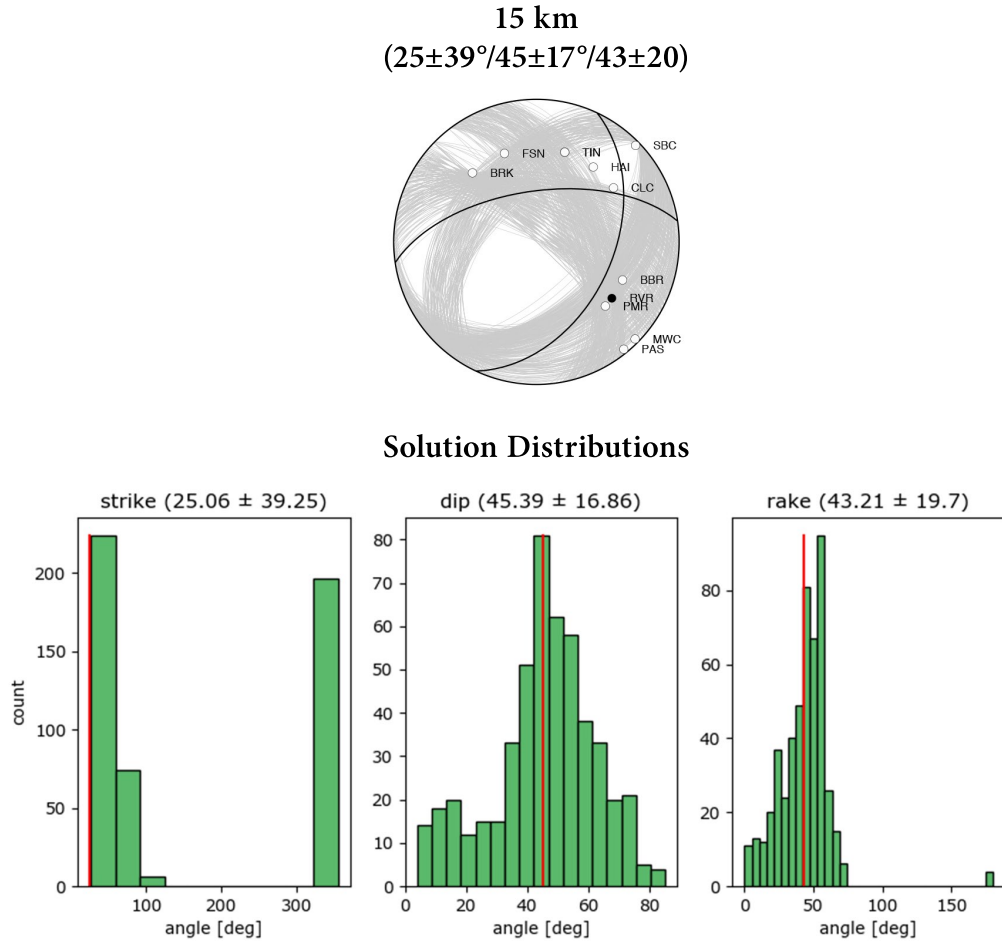 15 km
(25±39°/45±17°/43±20)
FSN
TIN
SBC
BRK
HAI
CLC
BBR
RVR
PMR
MWC
PAS
Solution Distributions
strike (25.06 ± 39.25)
dip (45.39 ± 16.86)
rake (43.21 ± 19.7)
count
200
150
100
50
0
100
200
300
angle [deg]
80
70
60
50
40
30
20
10
0
0
20
40
60
80
angle [deg]
80
60
40
20
0
0
50
100
150
angle [deg]